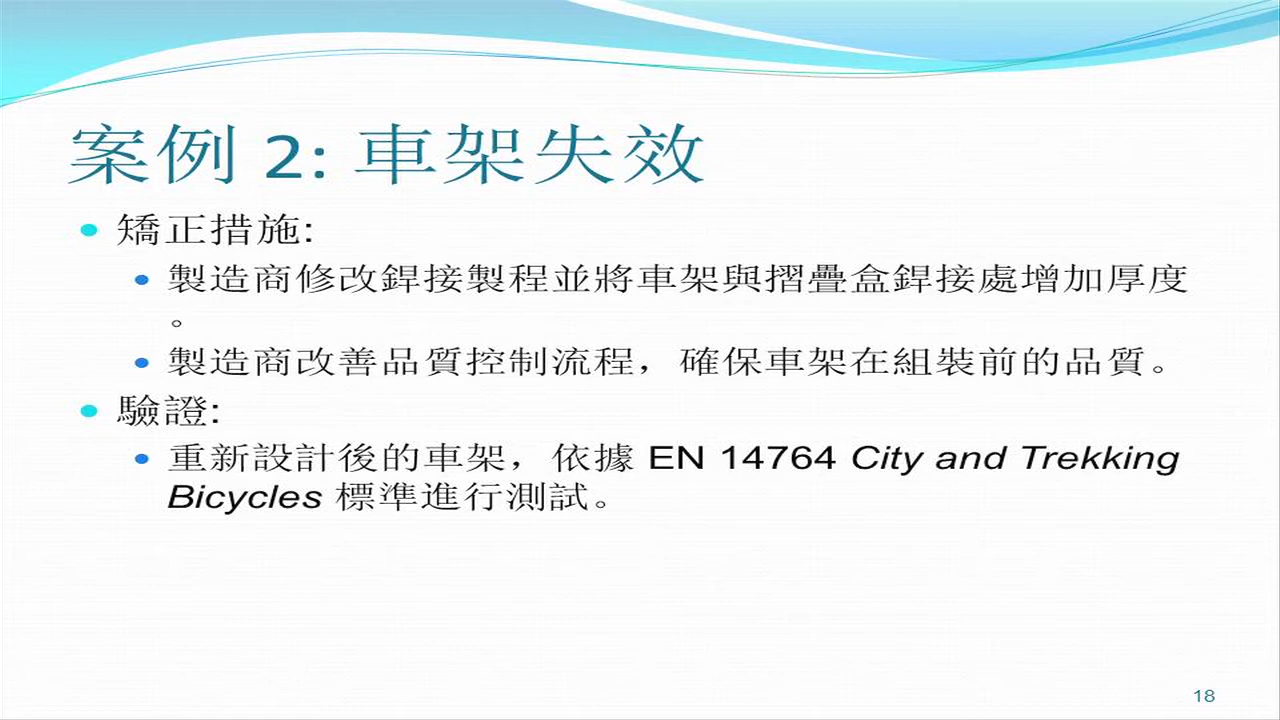 案例 2: 車架失效
矯正措施:
製造商修改銲接製程並將車架與摺疊盒銲接處增加厚度
。
製造商改善品質控制流程，確保車架在組裝前的品質。
驗證:
重新設計後的車架，依據 EN 14764 City and Trekking
Bicycles 標準進行測試。
18